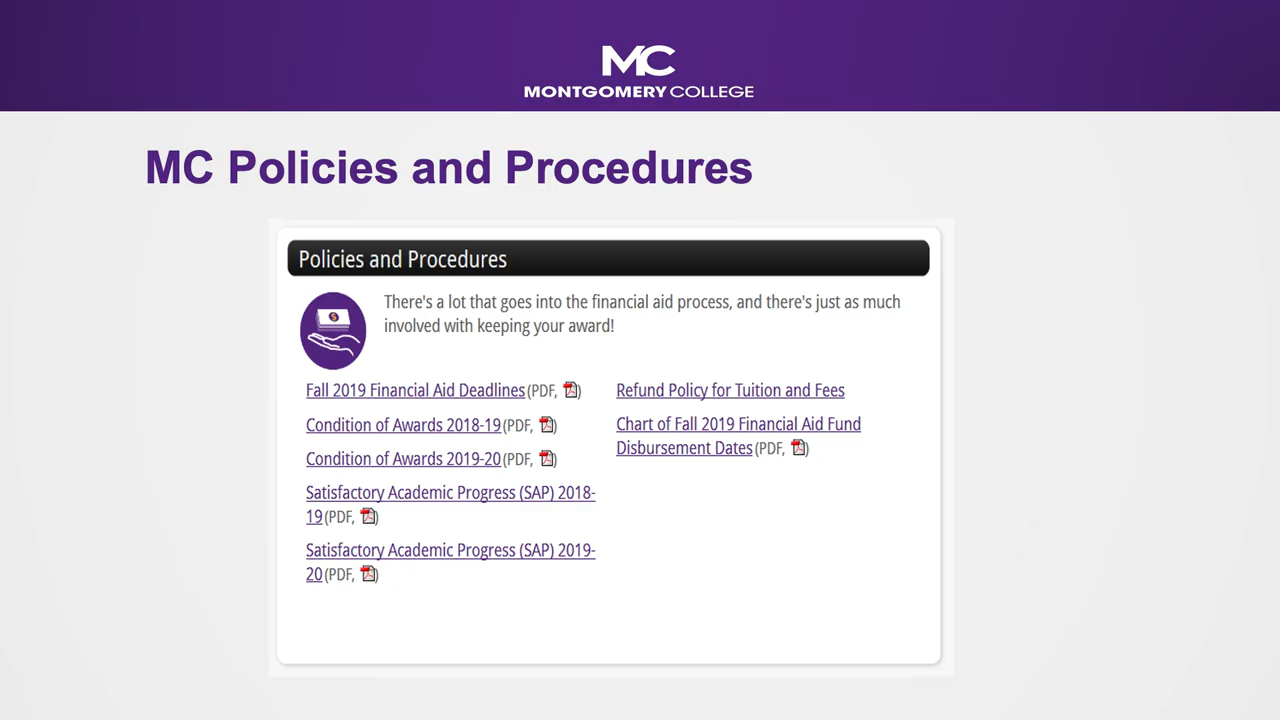 MC
MONTGOMERY COLLEGE
MC Policies and Procedures
Policies and Procedures
There's a lot that goes into the financial aid process, and there's just as much
involved with keeping your award!
Fall 2019 Financial Aid Deadlines (PDF, )
Condition of Awards 2018-19 (PDF, )
Condition of Awards 2019-20 (PDF, )
Satisfactory Academic Progress (SAP) 2018-
19 (PDF, )
Satisfactory Academic Progress (SAP) 2019-
20 (PDF, )
Refund Policy for Tuition and Fees
Chart of Fall 2019 Financial Aid Fund
Disbursement Dates (PDF, )